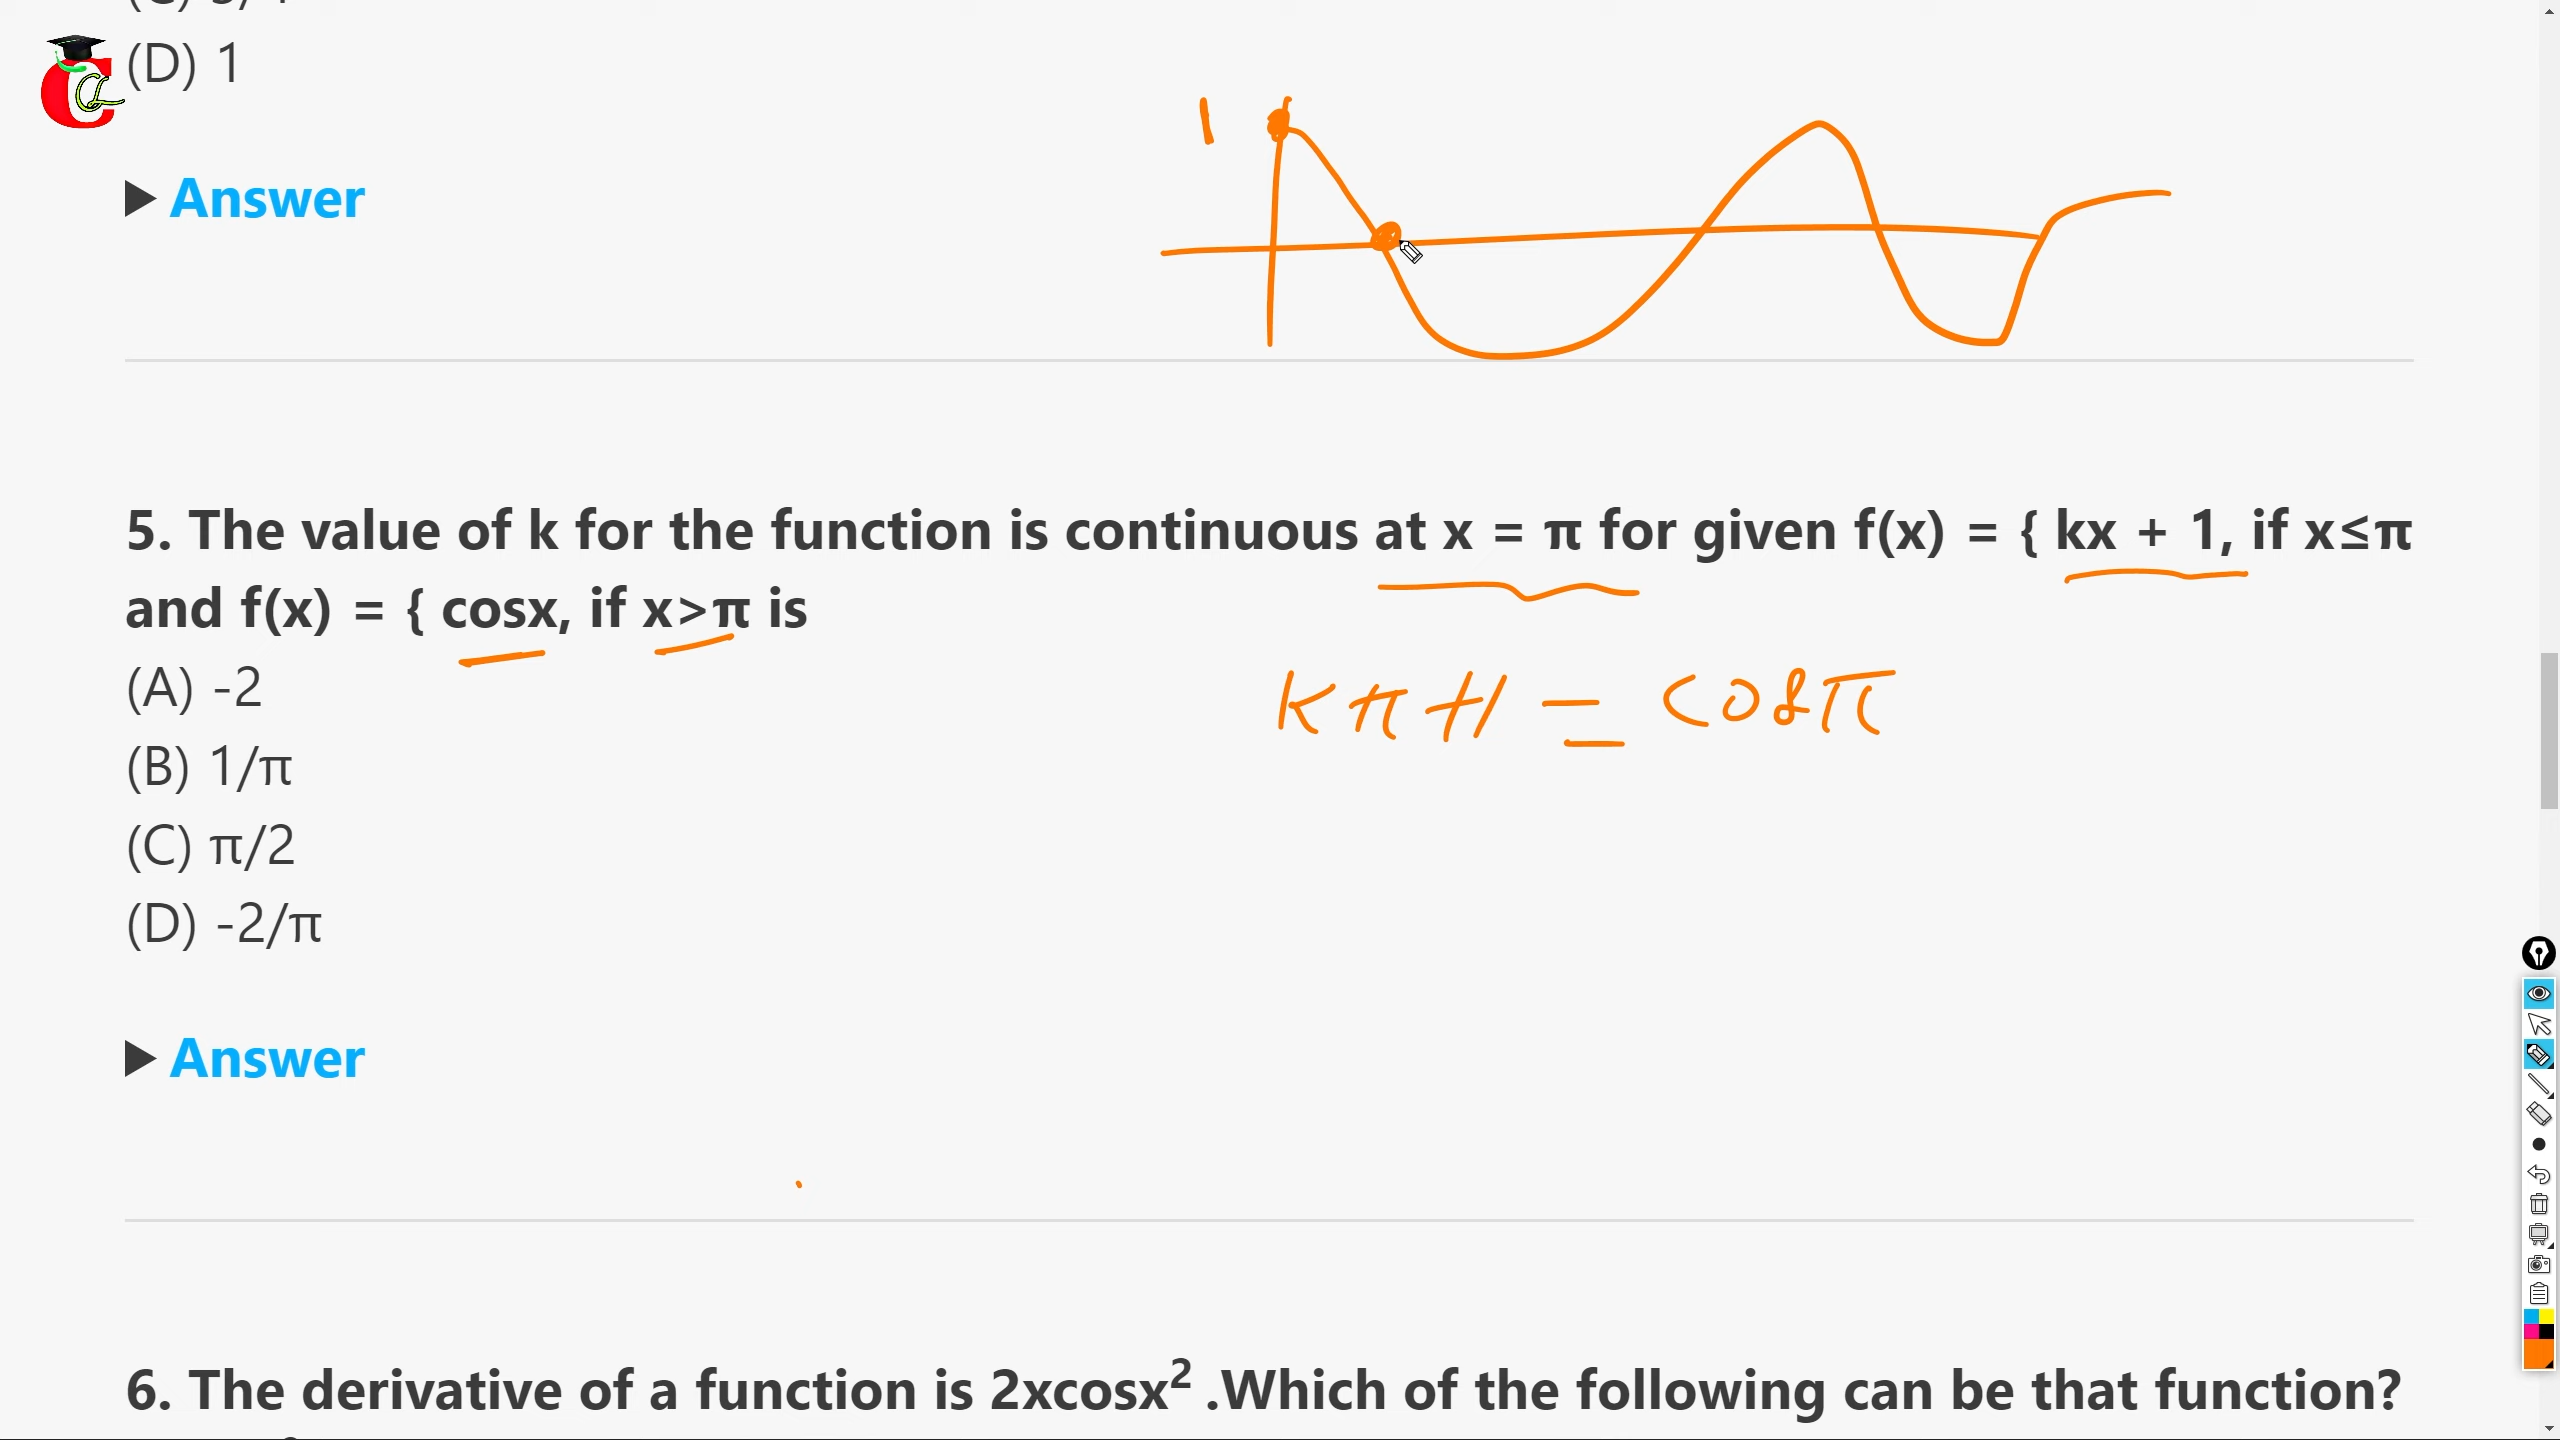 (D) 1
1
▶ Answer
5. The value of k for the function is continuous at x = π for given f(x) = { kx + 1, if x≤π
and f(x) = { cosx, if x>π is
(A) -2
kπ+1 = cosπ
(B) 1/π
(C) π/2
(D) -2/π
▶ Answer
6. The derivative of a function is 2xcosx² .Which of the following can be that function?